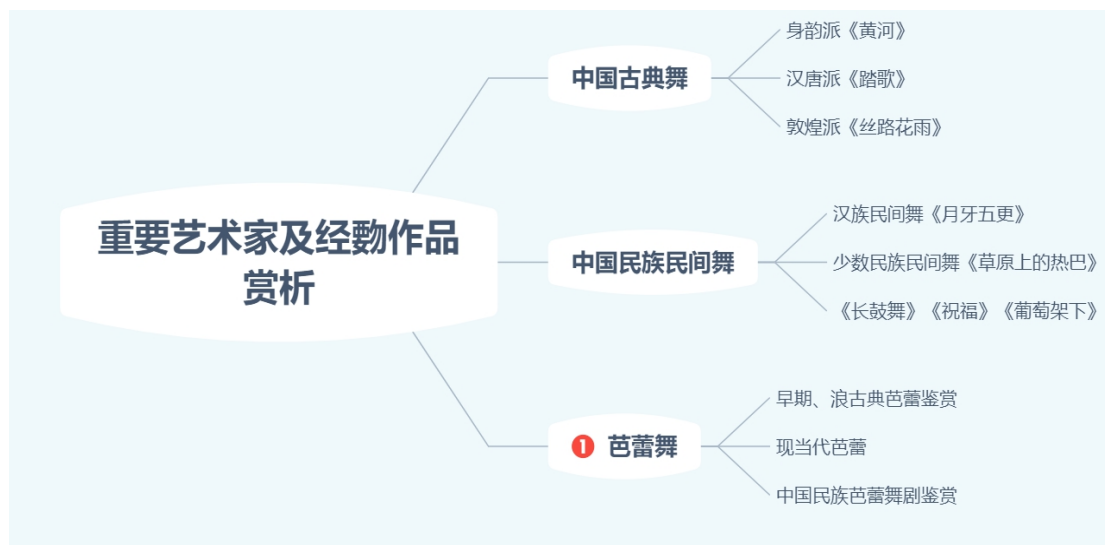 重要艺术家及经勠作品
赏析
中国古典舞
身韵派《黄河》
汉唐派《踏歌》
敦煌派《丝路花雨》
中国民族民间舞
汉族民间舞《月牙五更》
少数民族民间舞《草原上的热巴》
《长鼓舞》《祝福》《葡萄架下》
1 芭蕾舞
早期、浪古典芭蕾鉴赏
现当代芭蕾
中国民族芭蕾舞剧鉴赏